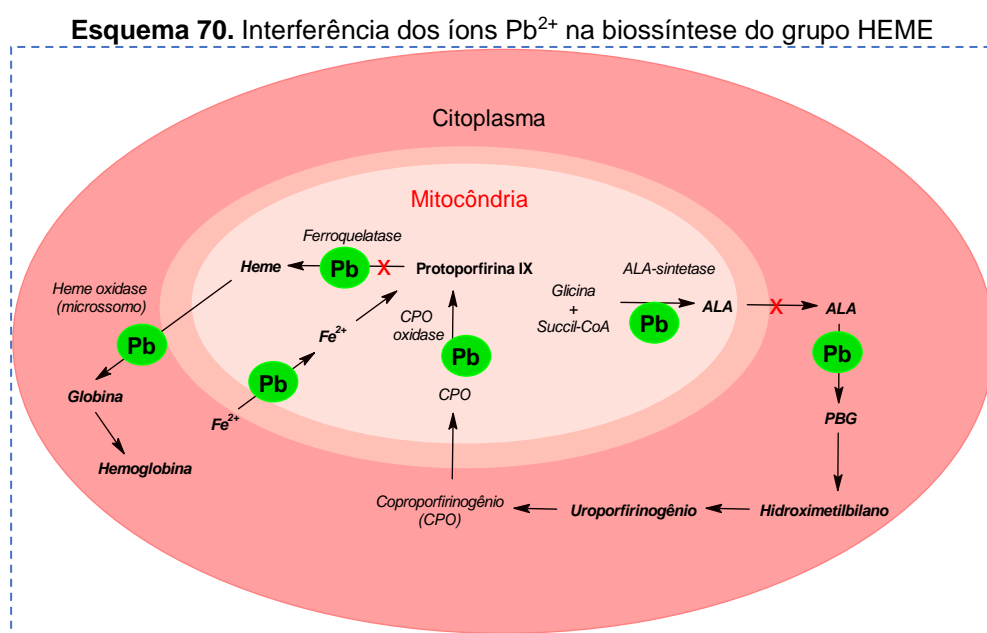 Esquema 70. Interferência dos íons Pb2+ na biossíntese do grupo HEME
Citoplasma
Mitocôndria
Ferroquelatase
Heme
Pb
X
Protoporfirina IX
ALA-sintetase
Heme oxidase
(microssomo)
Pb
Glicina
+
Succil-CoA
Pb
ALA
X
ALA
CPO
oxidase
Fe2+
Pb
Pb
Pb
Globina
Fe2+
CPO
PBG
Hemoglobina
Coproporfirinogênio
(CPO)
Uroporfirinogênio
Hidroximetilbilano